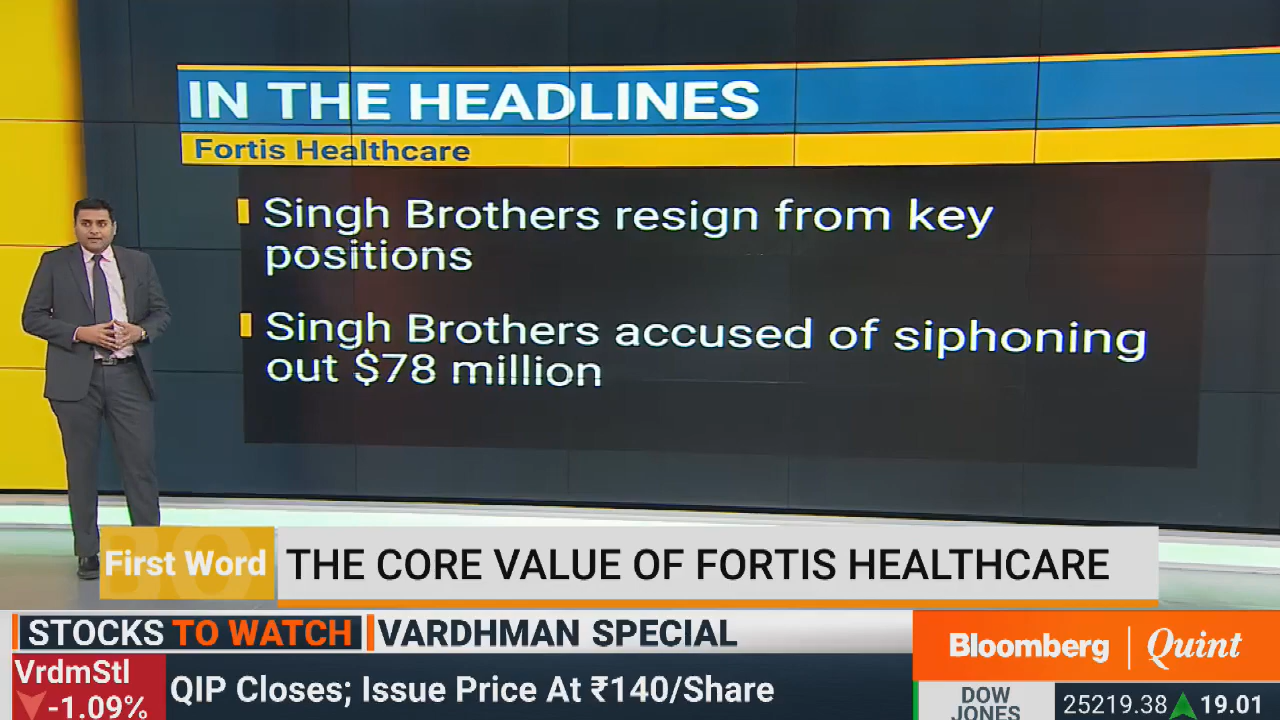 IN THE HEADLINES
Fortis Healthcare
Singh Brothers resign from key
positions
Singh Brothers accused of siphoning
out $78 million
First Word
THE CORE VALUE OF FORTIS HEALTHCARE
STOCKS TO WATCH
VARDHMAN SPECIAL
VrdmStl
-1.09%
QIP Closes; Issue Price At ₹140/Share
Bloomberg | Quint
DOW
JONES
25219.38 19.01